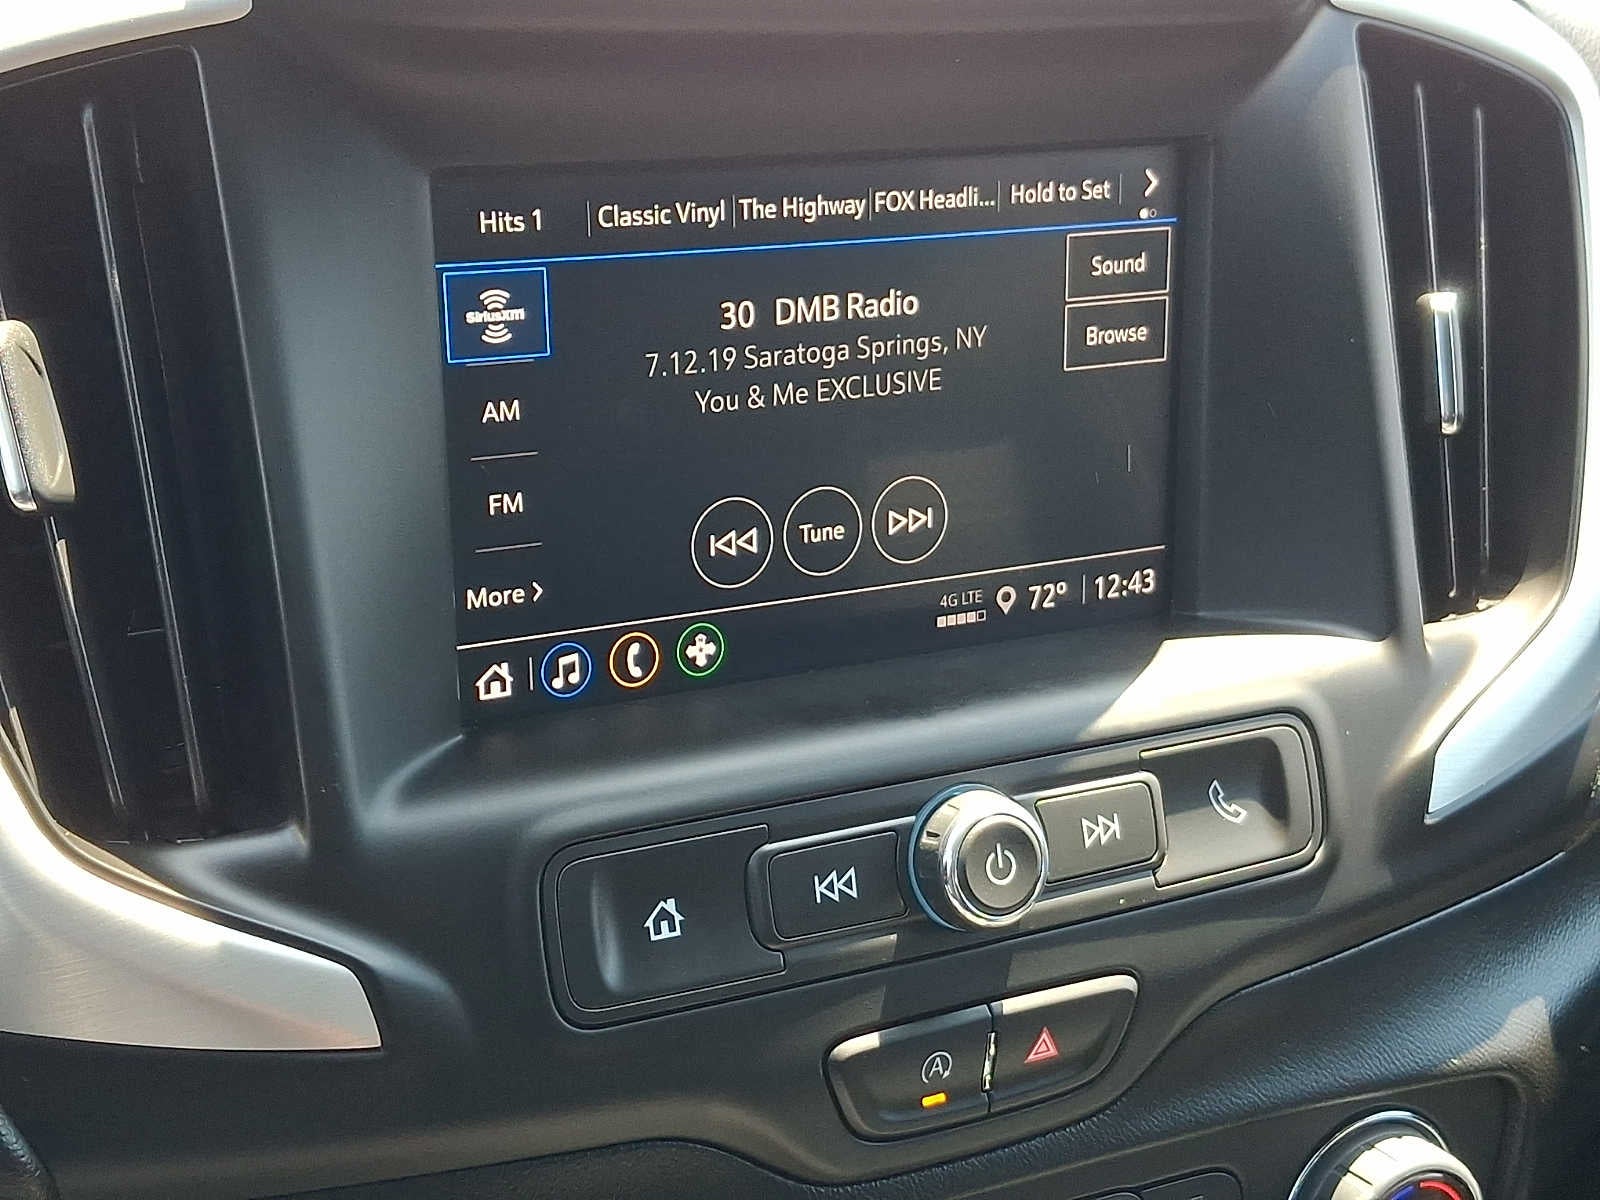 Hits 1 Classic Vinyl The Highway FOX Headli... Hold to Set
SiriusXM
Sound
30 DMB Radio
7.12.19 Saratoga Springs, NY
Browse
You & Me EXCLUSIVE
AM
FM
Tune
More
4G LTE 72° 12:43
A